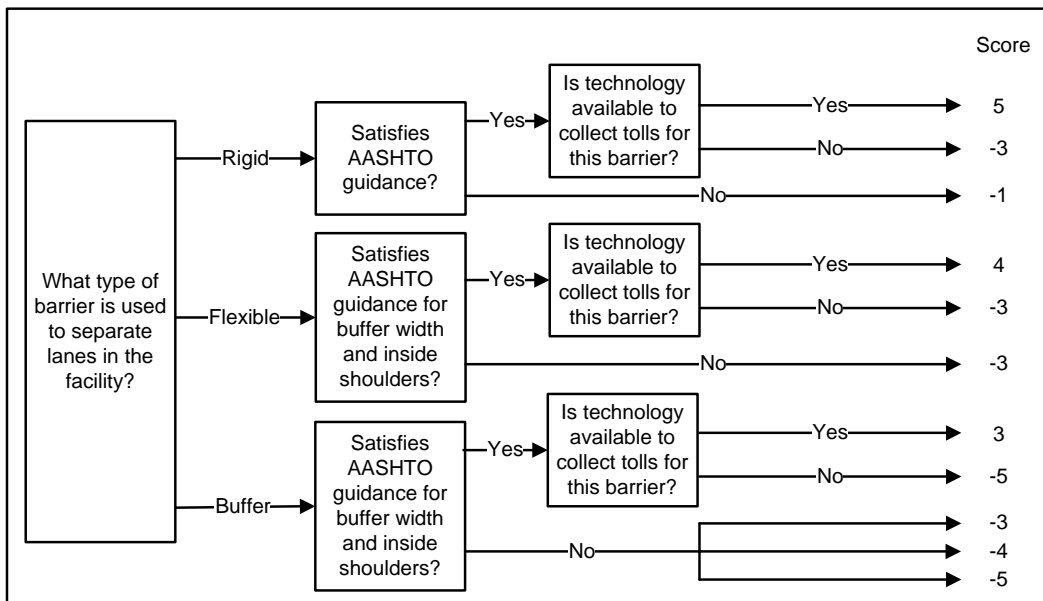 Score
What type of
barrier is used
to separate
lanes in the
facility?
Rigid
Satisfies
AASHTO
guidance?
Yes
Is technology
available to
collect tolls for
this barrier?
Yes
5
No
-3
No
-1
Flexible
Satisfies
AASHTO
guidance for
buffer width
and inside
shoulders?
Yes
Is technology
available to
collect tolls for
this barrier?
Yes
4
No
-3
No
-3
Buffer
Satisfies
AASHTO
guidance for
buffer width
and inside
shoulders?
Yes
Is technology
available to
collect tolls for
this barrier?
Yes
3
No
-5
No
-3
-4
-5